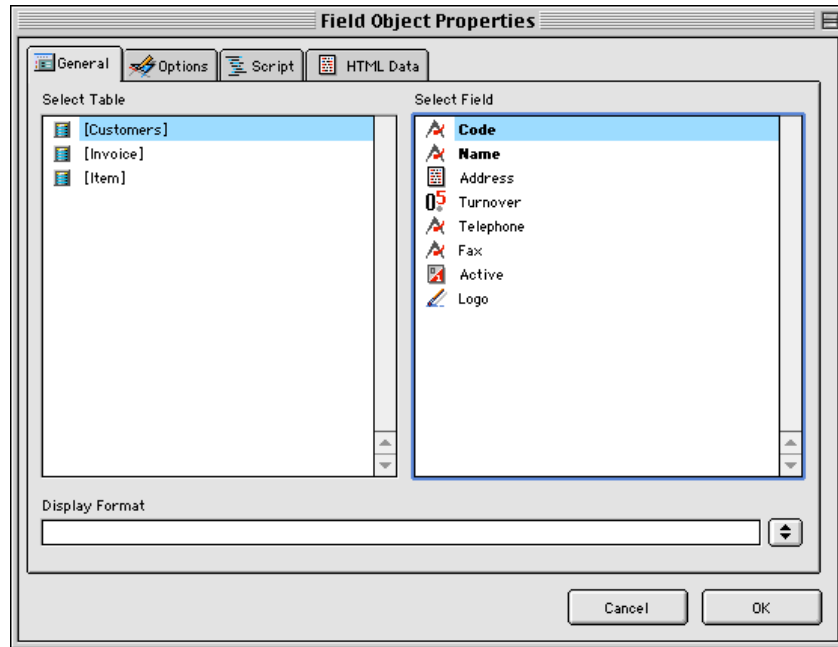 Field Object Properties
General Options Script HTML Data
Select Table Select Field
[Customers]
[Invoice]
[Item]
Code
Name
Address
Turnover
Telephone
Fax
Active
Logo
Display Format
Cancel OK